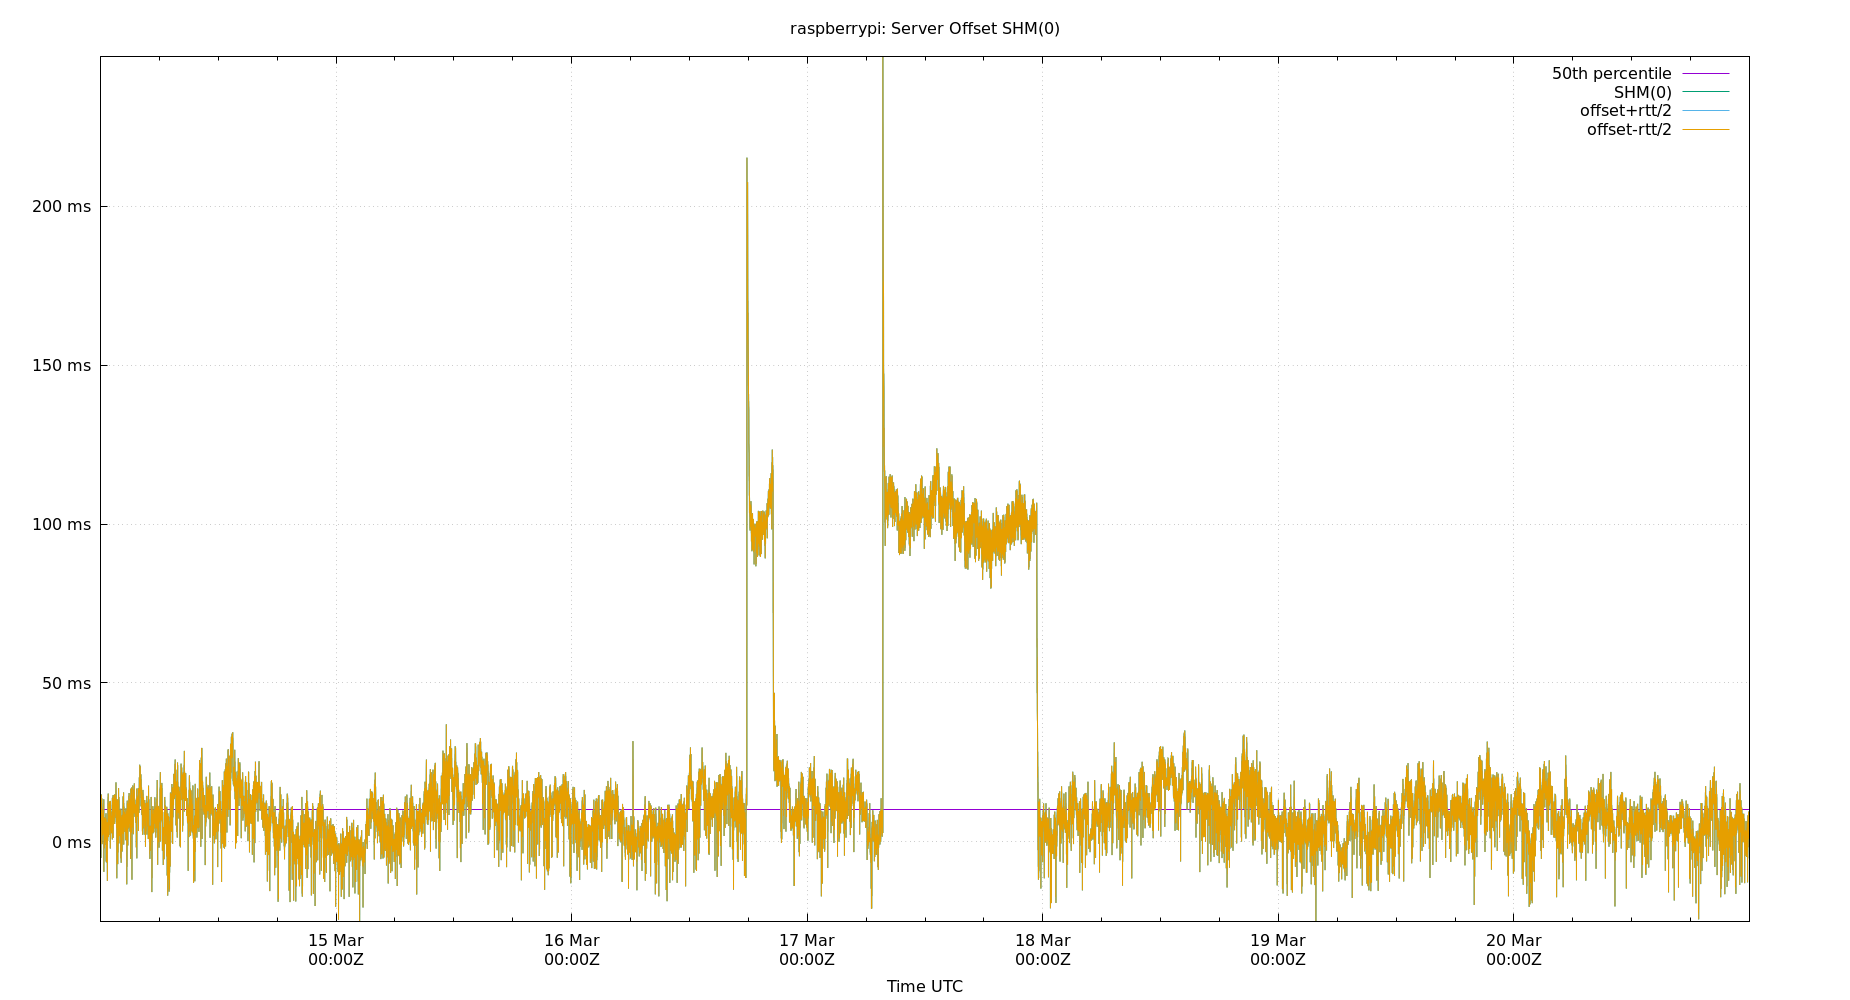 raspberrypi: Server Offset SHM(0)
50th percentile
SHM(0)
offset+rtt/2
offset-rtt/2
200 ms
150 ms
100 ms
50 ms
0 ms
15 Mar 16 Mar 17 Mar 18 Mar 19 Mar 20 Mar
00:00Z 00:00Z 00:00Z 00:00Z 00:00Z 00:00Z
Time UTC